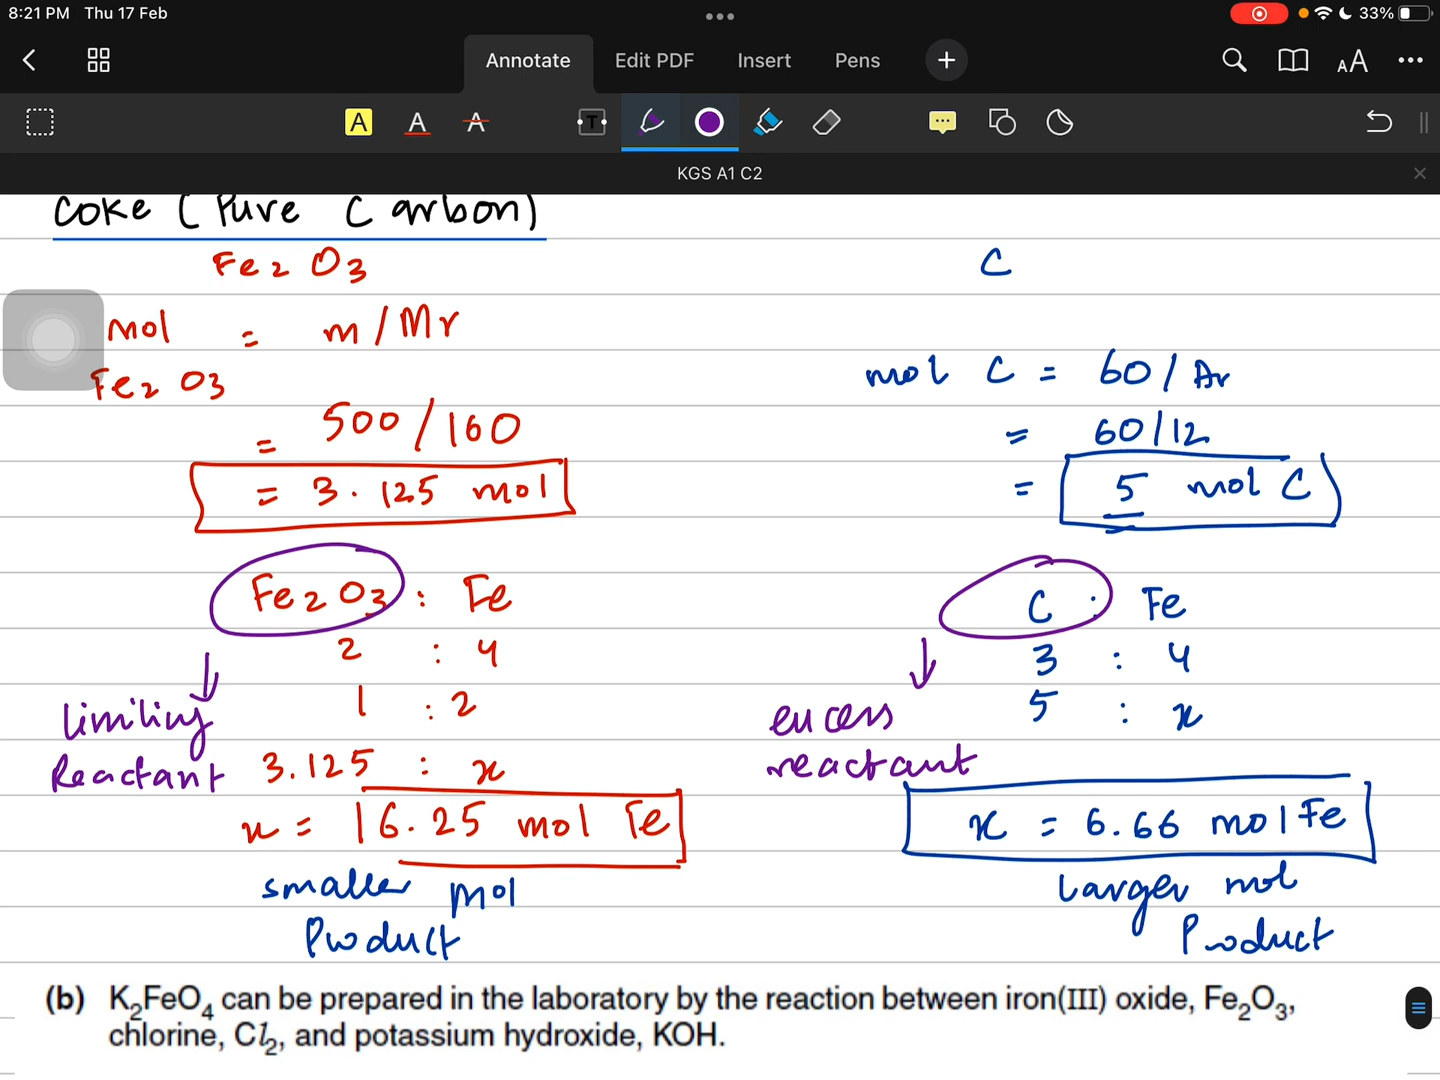 8:21 PM Thu 17 Feb
33%
Annotate Edit PDF Insert Pens
AA
A A A T
KGS A1 C2
Coke (Pure Carbon)
Fe2O3
C
mol Fe2O3 = m/Mr
mol C = 60/Ar
= 500/160
= 60/12
= 3.125 mol
= 5 mol C
Fe2O3 : Fe
C : Fe
2 : 4
3 : 4
1 : 2
5 : x
limiting Reactant
excess reactant
3.125 : x
x = 16.25 mol Fe
x = 6.66 mol Fe
smaller mol
Larger mol
Product
Product
(b) K2FeO4 can be prepared in the laboratory by the reaction between iron(III) oxide, Fe2O3,
chlorine, Cl2, and potassium hydroxide, KOH.